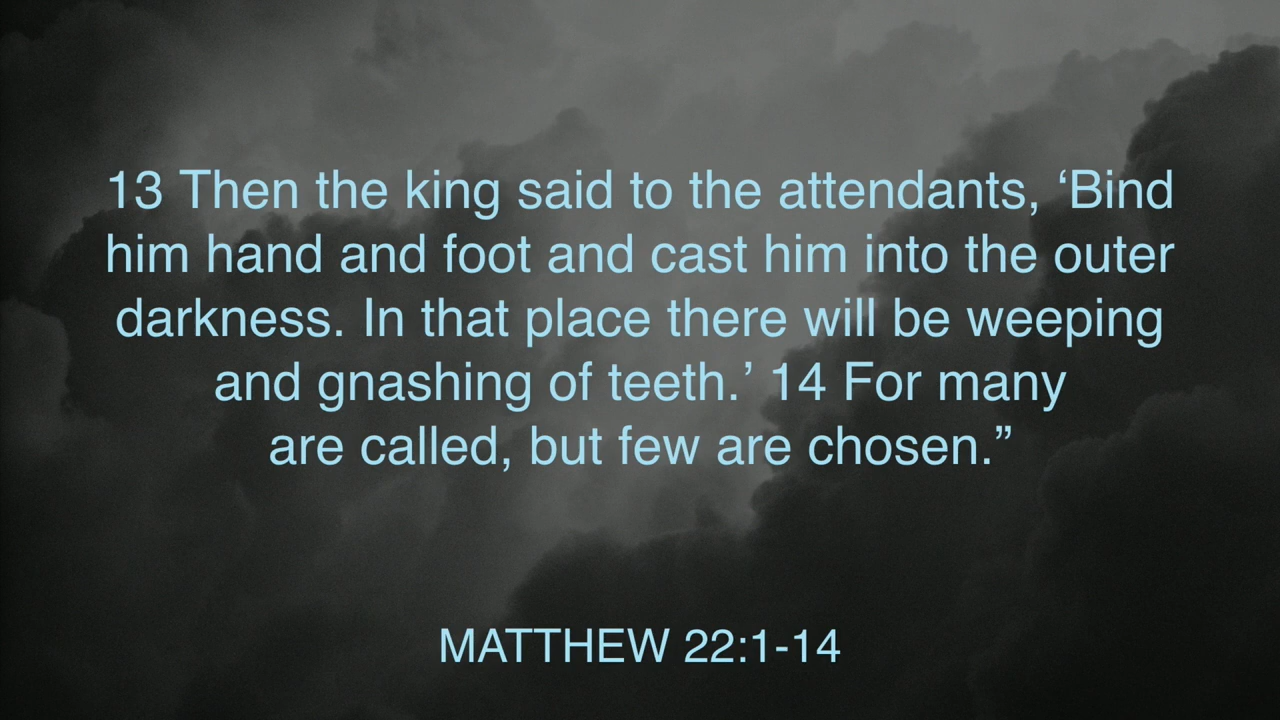 13 Then the king said to the attendants, ‘Bind
him hand and foot and cast him into the outer
darkness. In that place there will be weeping
and gnashing of teeth.’ 14 For many
are called, but few are chosen.”
MATTHEW 22:1-14